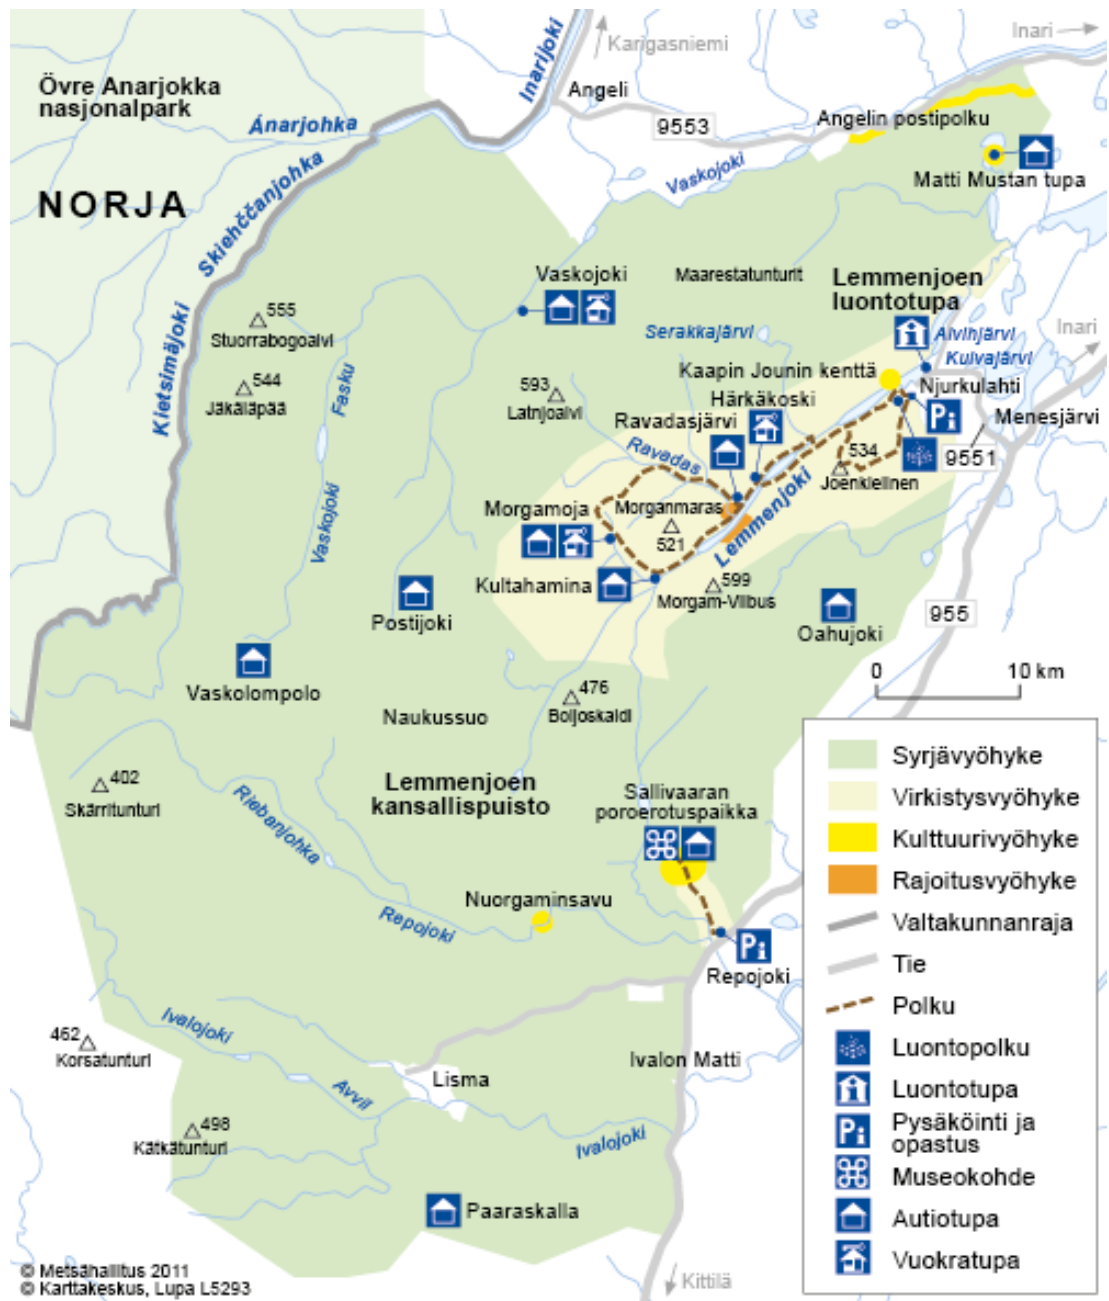 Övre Anarjokka
nasjonalpark
NORJA
Ánarjohka
Skiehččanjohka
Kietsimäjoki
Inarijoki
Karigasniemi
Inari
Angeli
9553
Angelin postipolku
Vaskojoki
Matti Mustan tupa
Vaskojoki
Maarestatunturit
Lemmenjoen
luontotupa
555
Stuorrabogoaivi
544
Jäkäläpää
Fasku
Vaskojoki
593
Latnjoaivi
Serakkajärvi
Aivihjärvi
Kuivajärvi
Inari
Kaapin Jounin kenttä
Njurkulahti
Härkäkoski
Ravadasjärvi
Menesjärvi
Ravadas
534
Joenkielinen
9551
Morgamoja
Morganmaras
521
Lemmenjoki
Kultahamina
599
Morgam-Viibus
Postijoki
Oahujoki
955
Vaskolompolo
0 10 km
476
Boijoskaidi
Naukussuo
402
Skärritunturi
Lemmenjoen
kansallispuisto
Sallivaaran
poroerotuspaikka
Riebanjohka
Repojoki
Nuorgaminsavu
Repojoki
Ivalojoki
Avvil
462
Korsatunturi
Lisma
Ivalon Matti
498
Kätkätunturi
Ivalojoki
Paaraskalla
Kittilä
Syrjävyöhyke
Virkistysvyöhyke
Kulttuurivyöhyke
Rajoitusvyöhyke
Valtakunnanraja
Tie
Polku
Luontopolku
Luontotupa
Pysäköinti ja
opastus
Museokohde
Autiotupa
Vuokratupa
© Metsähallitus 2011
© Karttakeskus, Lupa L5293